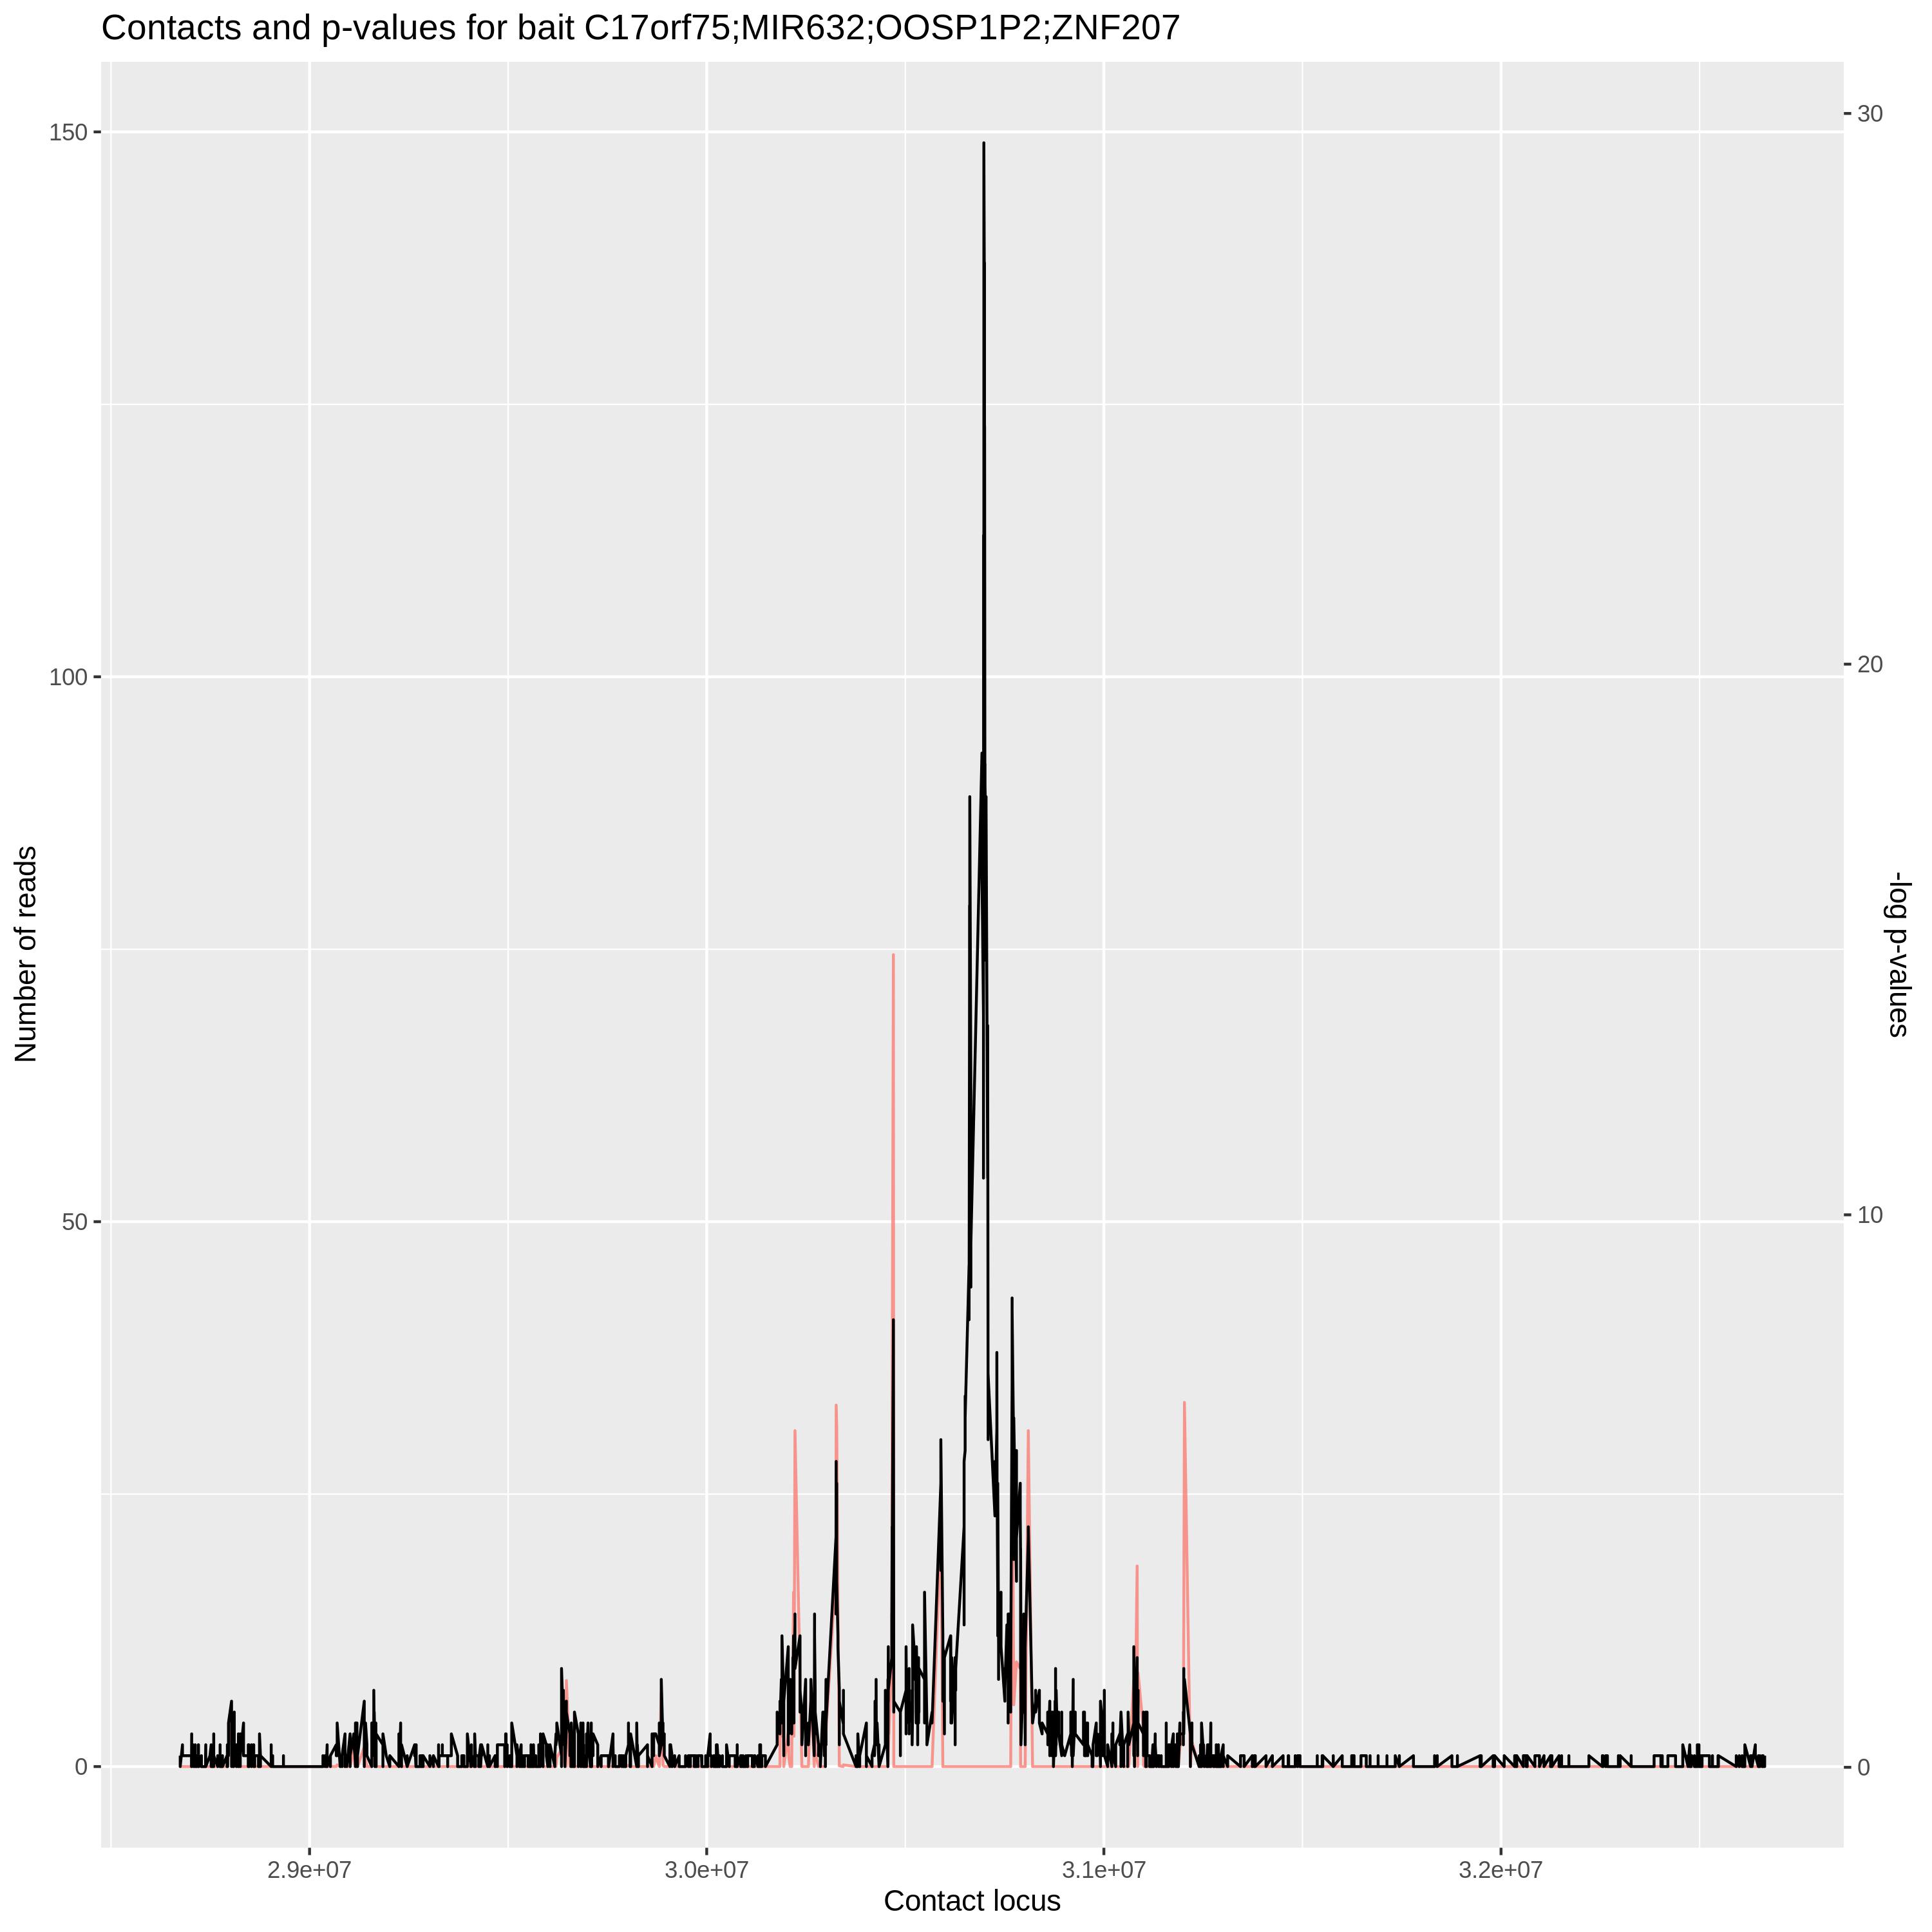 Contacts and p-values for bait C17orf75;MIR632;OOSP1P2;ZNF207
150
100
50
0
Number of reads
30
20
10
0
-log p-values
2.9e+07
3.0e+07
3.1e+07
3.2e+07
Contact locus